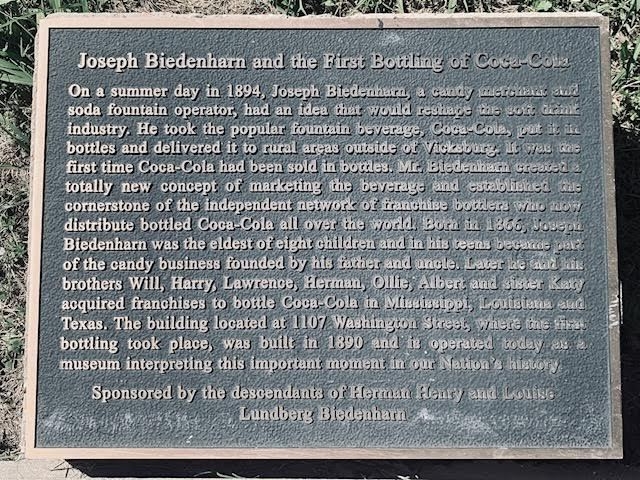 Joseph Biedenharn and the First Bottling of Coca-Cola
On a summer day in 1894, Joseph Biedenharn, a candy merchant and
soda fountain operator, had an idea that would reshape the soft drink
industry. He took the popular fountain beverage, Coca-Cola, put it in
bottles and delivered it to rural areas outside of Vicksburg. It was the
first time Coca-Cola had been sold in bottles. Mr. Biedenharn created a
totally new concept of marketing the beverage and established the
cornerstone of the independent network of franchise bottlers who now
distribute bottled Coca-Cola all over the world. Born in 1866, Joseph
Biedenharn was the eldest of eight children and in his teens became part
of the candy business founded by his father and uncle. Later he and his
brothers Will, Harry, Lawrence, Herman, Ollie, Albert and sister Katy
acquired franchises to bottle Coca-Cola in Mississippi, Louisiana and
Texas. The building located at 1107 Washington Street, where the first
bottling took place, was built in 1890 and is operated today as a
museum interpreting this important moment in our Nation's history.
Sponsored by the descendants of Herman Henry and Louise
Lundberg Biedenharn